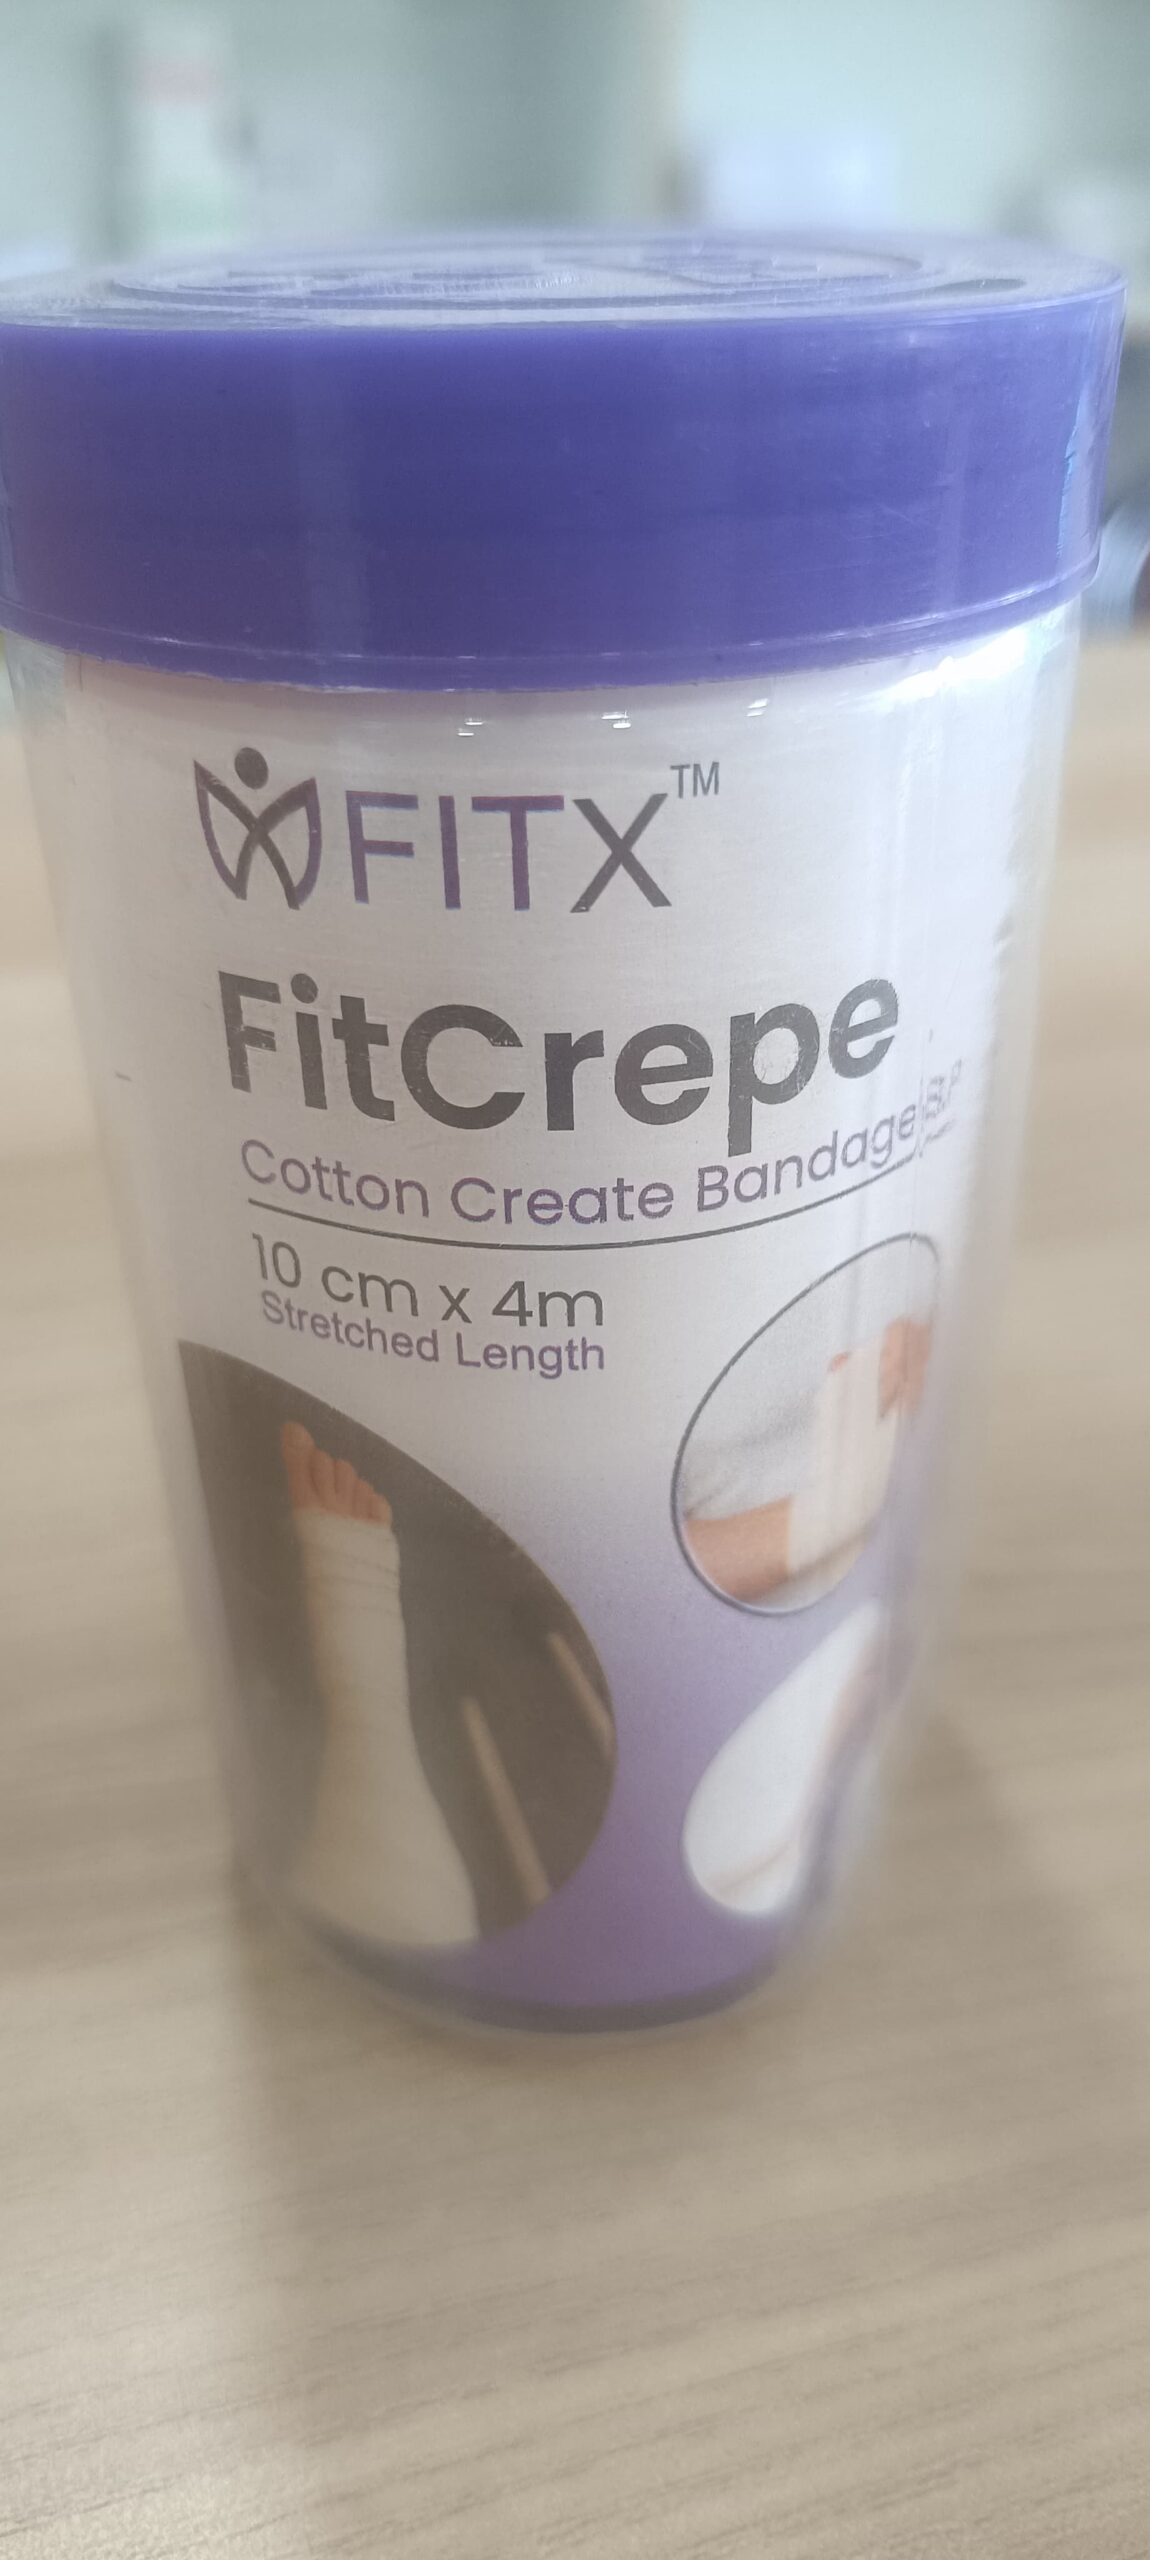 FITX™
FitCrepe
Cotton Create Bandage B.P
10 cm x 4m
Stretched Length